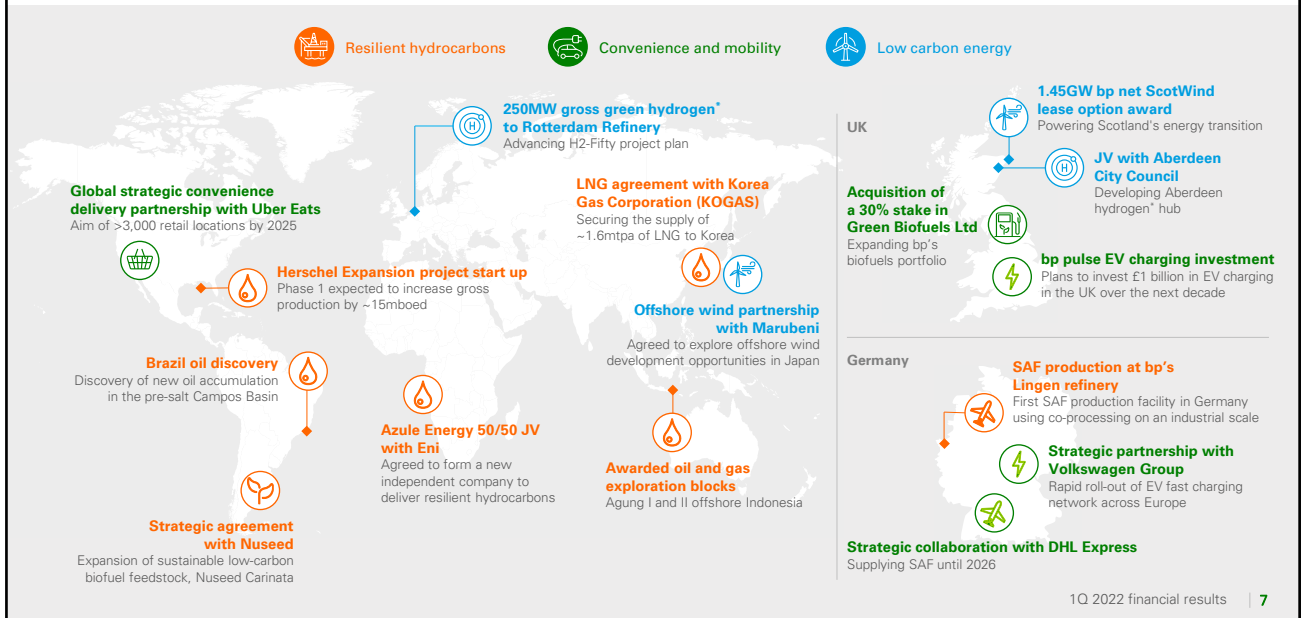 Resilient hydrocarbons
Convenience and mobility
Low carbon energy
250MW gross green hydrogen*
to Rotterdam Refinery
Advancing H2-Fifty project plan
Global strategic convenience
delivery partnership with Uber Eats
Aim of >3,000 retail locations by 2025
LNG agreement with Korea
Gas Corporation (KOGAS)
Securing the supply of
~1.6mtpa of LNG to Korea
Herschel Expansion project start up
Phase 1 expected to increase gross
production by ~15mboed
Offshore wind partnership
with Marubeni
Agreed to explore offshore wind
development opportunities in Japan
Brazil oil discovery
Discovery of new oil accumulation
in the pre-salt Campos Basin
Azule Energy 50/50 JV
with Eni
Agreed to form a new
independent company to
deliver resilient hydrocarbons
Awarded oil and gas
exploration blocks
Agung I and II offshore Indonesia
Strategic agreement
with Nuseed
Expansion of sustainable low-carbon
biofuel feedstock, Nuseed Carinata
UK
1.45GW bp net ScotWind
lease option award
Powering Scotland's energy transition
H
H
JV with Aberdeen
City Council
Developing Aberdeen
hydrogen* hub
Acquisition of
a 30% stake in
Green Biofuels Ltd
Expanding bp's
biofuels portfolio
bp pulse EV charging investment
Plans to invest £1 billion in EV charging
in the UK over the next decade
Germany
SAF production at bp's
Lingen refinery
First SAF production facility in Germany
using co-processing on an industrial scale
Strategic partnership with
Volkswagen Group
Rapid roll-out of EV fast charging
network across Europe
Strategic collaboration with DHL Express
Supplying SAF until 2026
1Q 2022 financial results
7